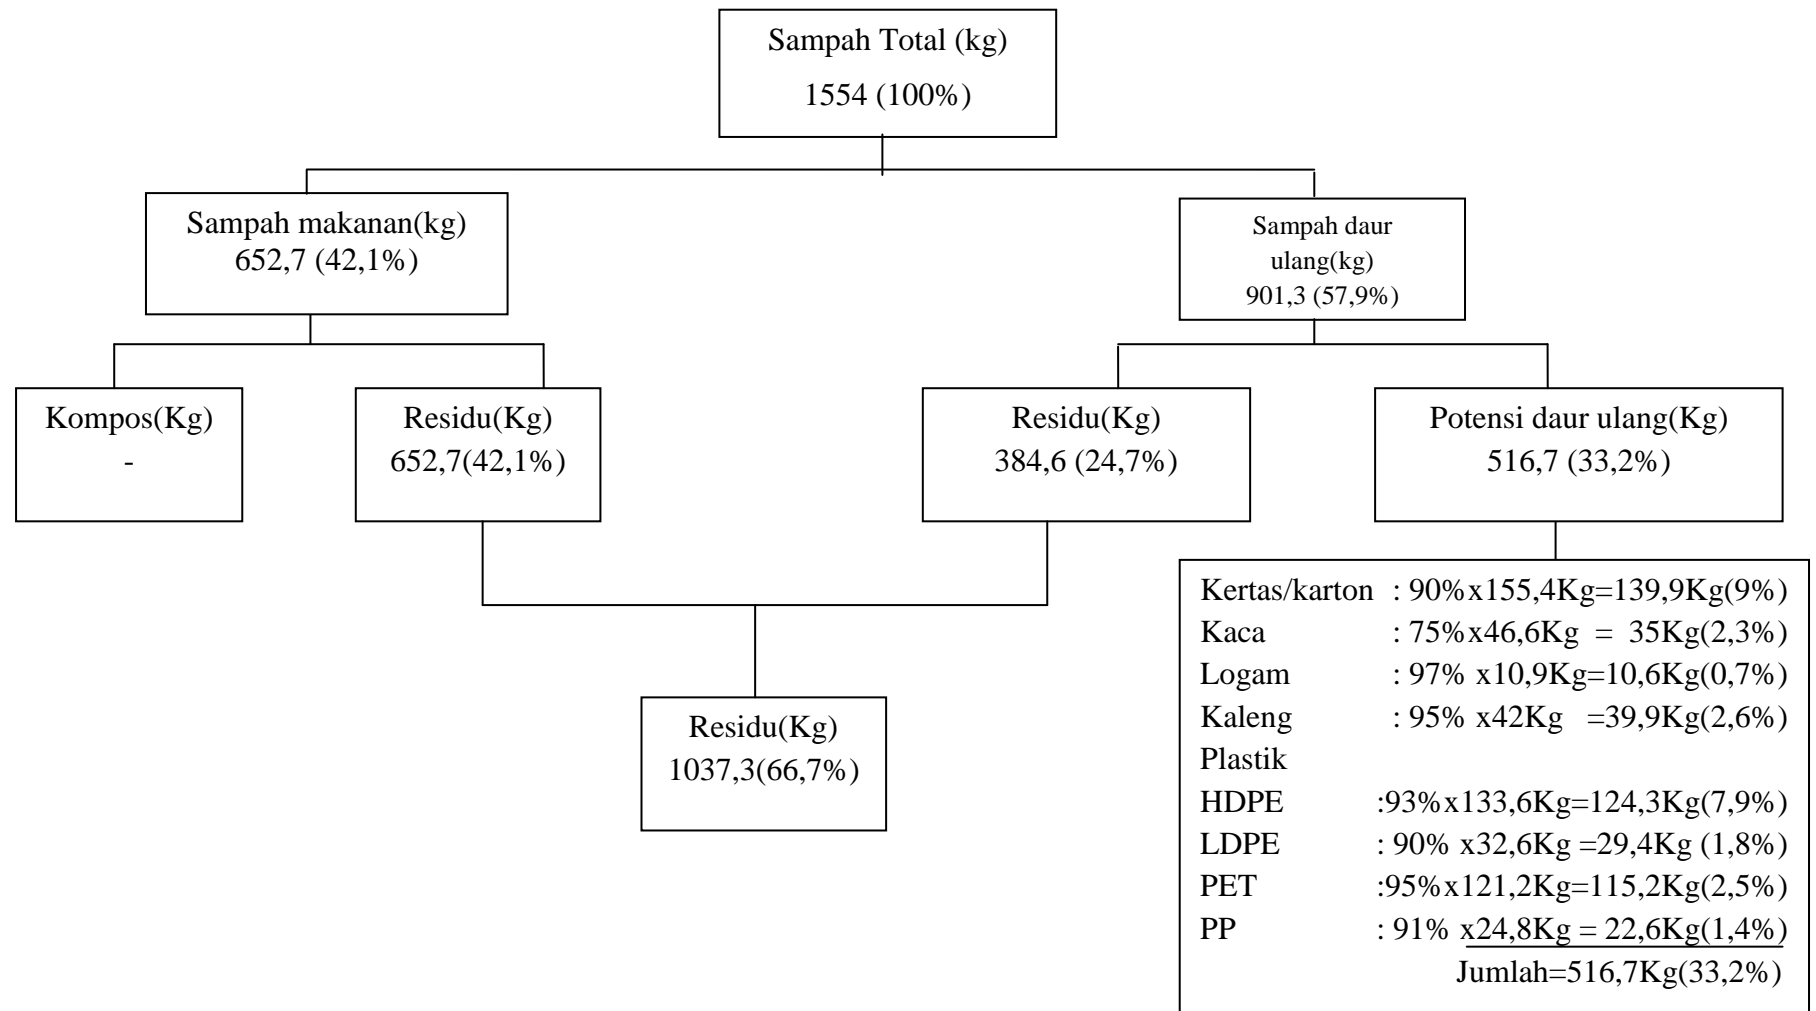 Sampah Total (kg)
1554 (100%)
Sampah makanan(kg)
652,7 (42,1%)
Sampah daur
ulang(kg)
901,3 (57,9%)
Kompos(Kg)
-
Residu(Kg)
652,7(42,1%)
Residu(Kg)
384,6 (24,7%)
Potensi daur ulang(Kg)
516,7 (33,2%)
Residu(Kg)
1037,3(66,7%)
Kertas/karton : 90%x155,4Kg=139,9Kg(9%)
Kaca : 75%x46,6Kg = 35Kg(2,3%)
Logam : 97% x10,9Kg=10,6Kg(0,7%)
Kaleng : 95% x42Kg =39,9Kg(2,6%)
Plastik
HDPE :93%x133,6Kg=124,3Kg(7,9%)
LDPE : 90% x32,6Kg =29,4Kg (1,8%)
PET :95%x121,2Kg=115,2Kg(2,5%)
PP : 91% x24,8Kg = 22,6Kg(1,4%)
Jumlah=516,7Kg(33,2%)